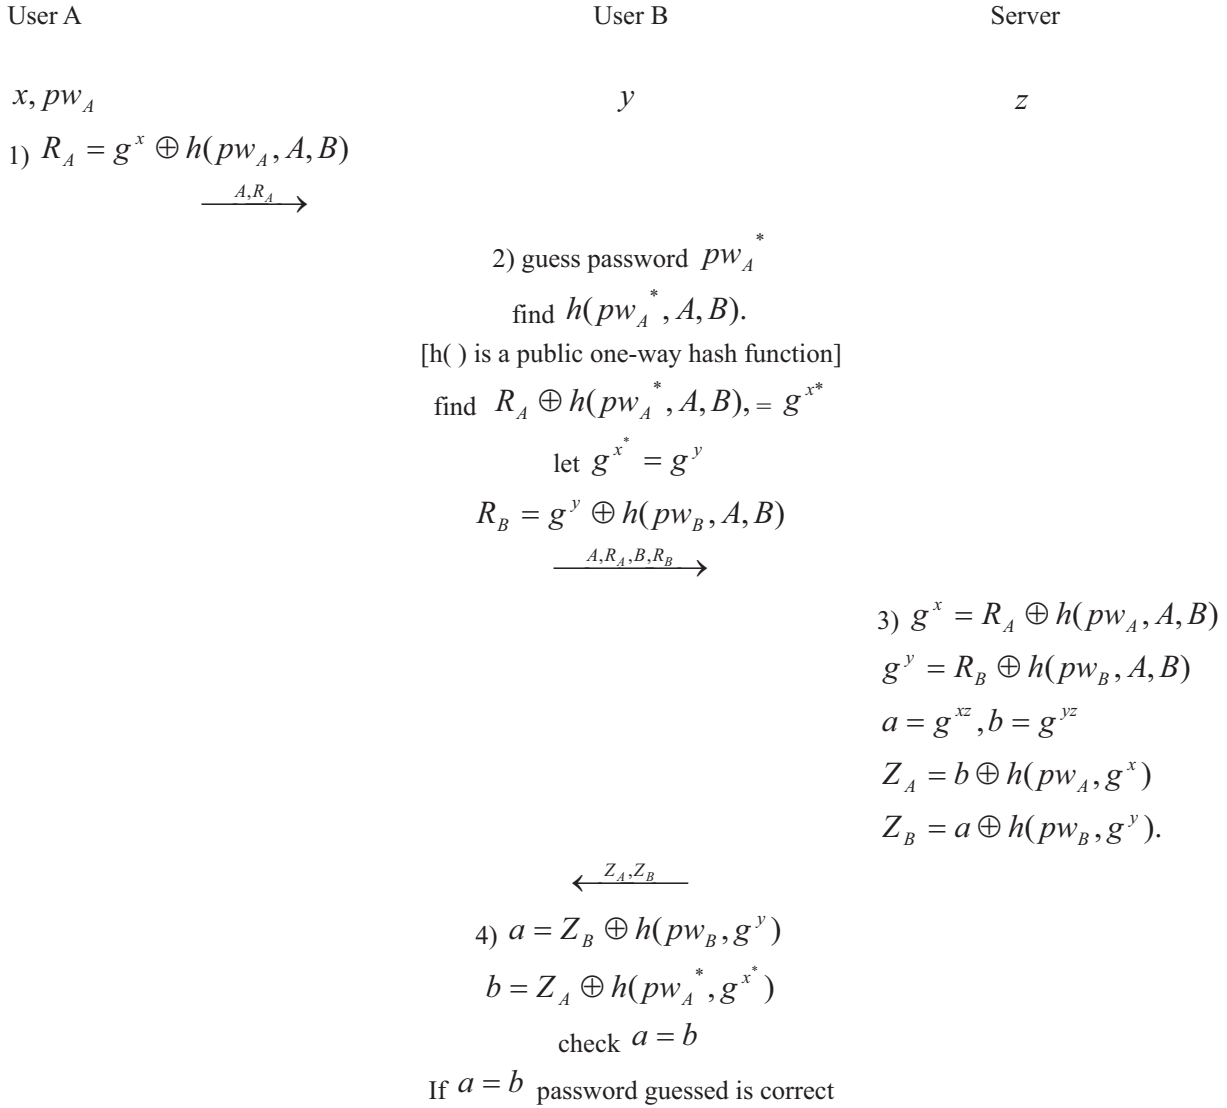 User A User B Server
x, pw_A y z
1) R_A = g^x ⊕ h(pw_A, A, B)
A,R_A
2) guess password pw_A^*
find h(pw_A^*, A, B).
[h( ) is a public one-way hash function]
find R_A ⊕ h(pw_A^*, A, B), = g^{x*}
let g^{x^*} = g^y
R_B = g^y ⊕ h(pw_B, A, B)
A,R_A,B,R_B
3) g^x = R_A ⊕ h(pw_A, A, B)
g^y = R_B ⊕ h(pw_B, A, B)
a = g^{xz}, b = g^{yz}
Z_A = b ⊕ h(pw_A, g^x)
Z_B = a ⊕ h(pw_B, g^y).
Z_A,Z_B
4) a = Z_B ⊕ h(pw_B, g^y)
b = Z_A ⊕ h(pw_A^*, g^{x^*})
check a = b
If a = b password guessed is correct